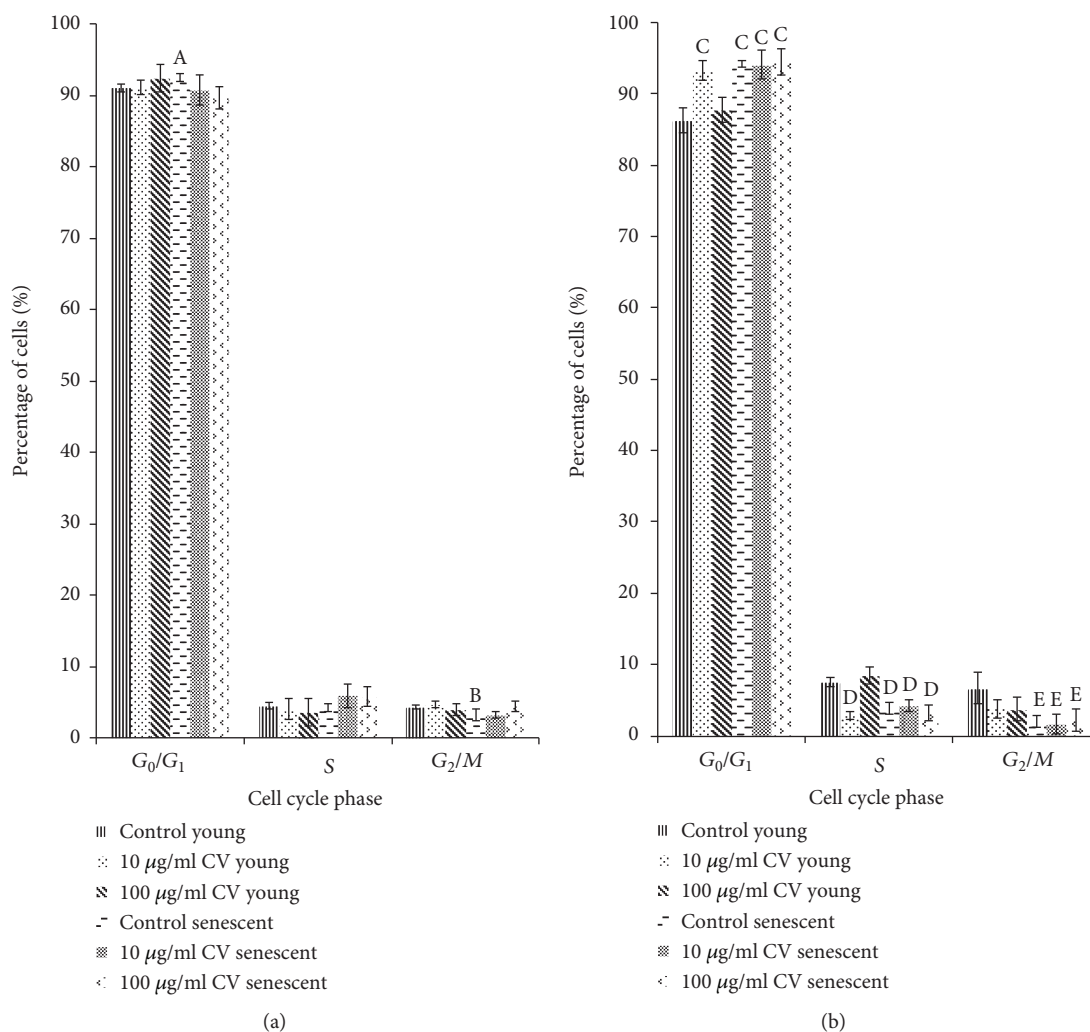 Percentage of cells (%)
100
90
80
70
60
50
40
30
20
10
0
A
B
G₀/G₁
S
G₂/M
Cell cycle phase
Control young
10 μg/ml CV young
100 μg/ml CV young
Control senescent
10 μg/ml CV senescent
100 μg/ml CV senescent
(a)
Percentage of cells (%)
100
90
80
70
60
50
40
30
20
10
0
C
C C C
D
D D D
E E E
G₀/G₁
S
G₂/M
Cell cycle phase
Control young
10 μg/ml CV young
100 μg/ml CV young
Control senescent
10 μg/ml CV senescent
100 μg/ml CV senescent
(b)